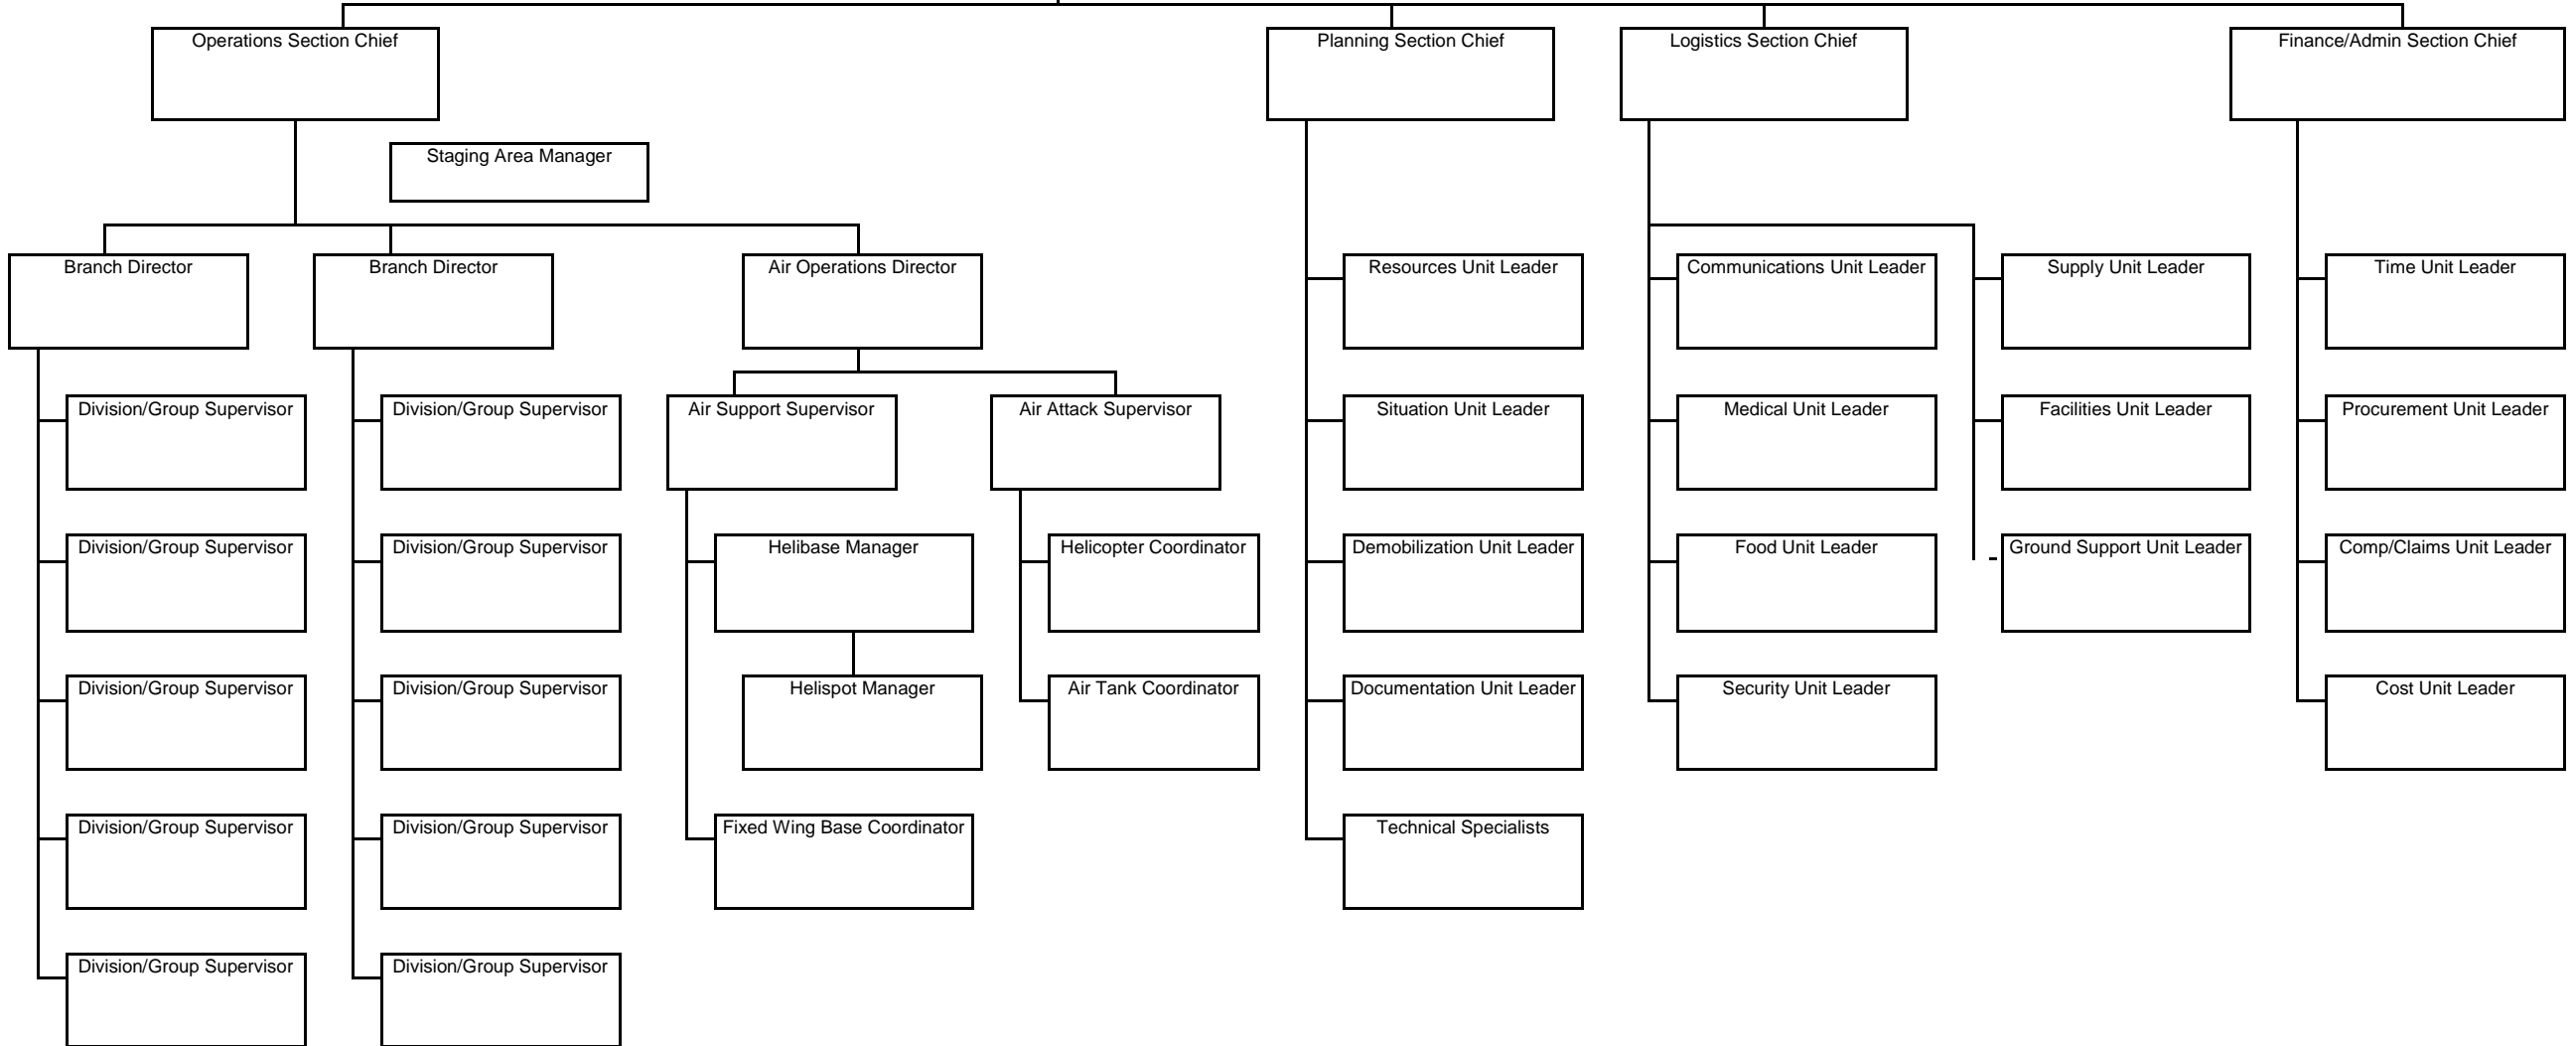 Operations Section Chief
Planning Section Chief
Logistics Section Chief
Finance/Admin Section Chief
Staging Area Manager
Branch Director
Branch Director
Air Operations Director
Resources Unit Leader
Communications Unit Leader
Supply Unit Leader
Time Unit Leader
Division/Group Supervisor
Division/Group Supervisor
Air Support Supervisor
Air Attack Supervisor
Situation Unit Leader
Medical Unit Leader
Facilities Unit Leader
Procurement Unit Leader
Division/Group Supervisor
Division/Group Supervisor
Helibase Manager
Helicopter Coordinator
Demobilization Unit Leader
Food Unit Leader
Ground Support Unit Leader
Comp/Claims Unit Leader
Division/Group Supervisor
Division/Group Supervisor
Helispot Manager
Air Tank Coordinator
Documentation Unit Leader
Security Unit Leader
Cost Unit Leader
Division/Group Supervisor
Division/Group Supervisor
Fixed Wing Base Coordinator
Technical Specialists
Division/Group Supervisor
Division/Group Supervisor